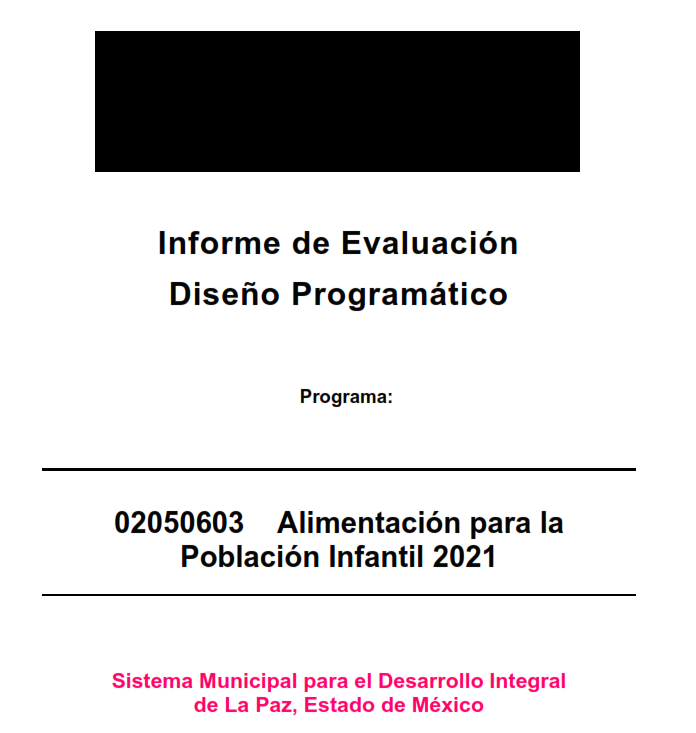 Informe de Evaluación
Diseño Programático
Programa:
02050603 Alimentación para la
Población Infantil 2021
Sistema Municipal para el Desarrollo Integral
de La Paz, Estado de México